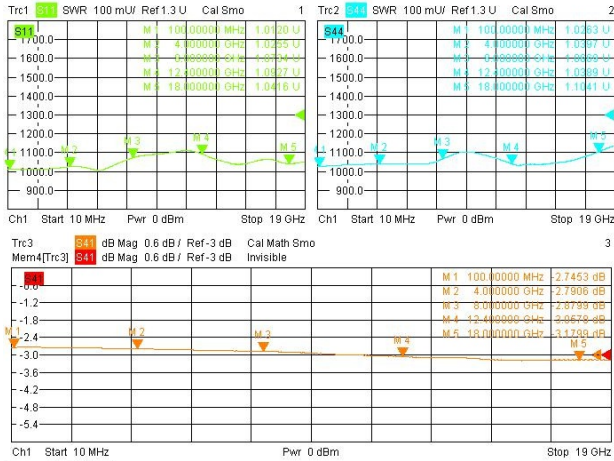 Trc1 S11 SWR 100 mU/ Ref 1.3 U Cal Smo 1
S11
M 1 100.00000 MHz 1.0120 U
M 2 4.000000 GHz 1.0255 U
M 3 GHz
M 4 GHz 1.0927 U
M 5 18.000000 GHz 1.0416 U
1700.0
1600.0
1500.0
1400.0
1300.0
1200.0
1100.0
1000.0
900.0
M 2
M 3
M 4
M 5
Ch1 Start 10 MHz Pwr 0 dBm Stop 19 GHz
Trc2 S44 SWR 100 mU/ Ref 1.3 U Cal Smo 2
S44
M 1 100.00000 MHz 1.0263 U
M 2 4.000000 GHz 1.0397 U
M 3 GHz
M 4 GHz 1.0389 U
M 5 18.000000 GHz 1.1041 U
1700.0
1600.0
1500.0
1400.0
1300.0
1200.0
1100.0
1000.0
900.0
M 2
M 3
M 4
M 5
Ch1 Start 10 MHz Pwr 0 dBm Stop 19 GHz
Trc3 S41 dB Mag 0.6 dB / Ref -3 dB Cal Math Smo 3
Mem4[Trc3] S41 dB Mag 0.6 dB / Ref -3 dB Invisible
S41
M 1 100.00000 MHz -2.7453 dB
M 2 4.000000 GHz -2.7906 dB
M 3 8.000000 GHz -2.8799 dB
M 4 GHz -3.0578 dB
M 5 18.000000 GHz -3.1799 dB
-0.6
-1.2
-1.8
-2.4
-3.0
-3.6
-4.2
-4.8
-5.4
M 1
M 2
M 3
M 4
M 5
Ch1 Start 10 MHz Pwr 0 dBm Stop 19 GHz